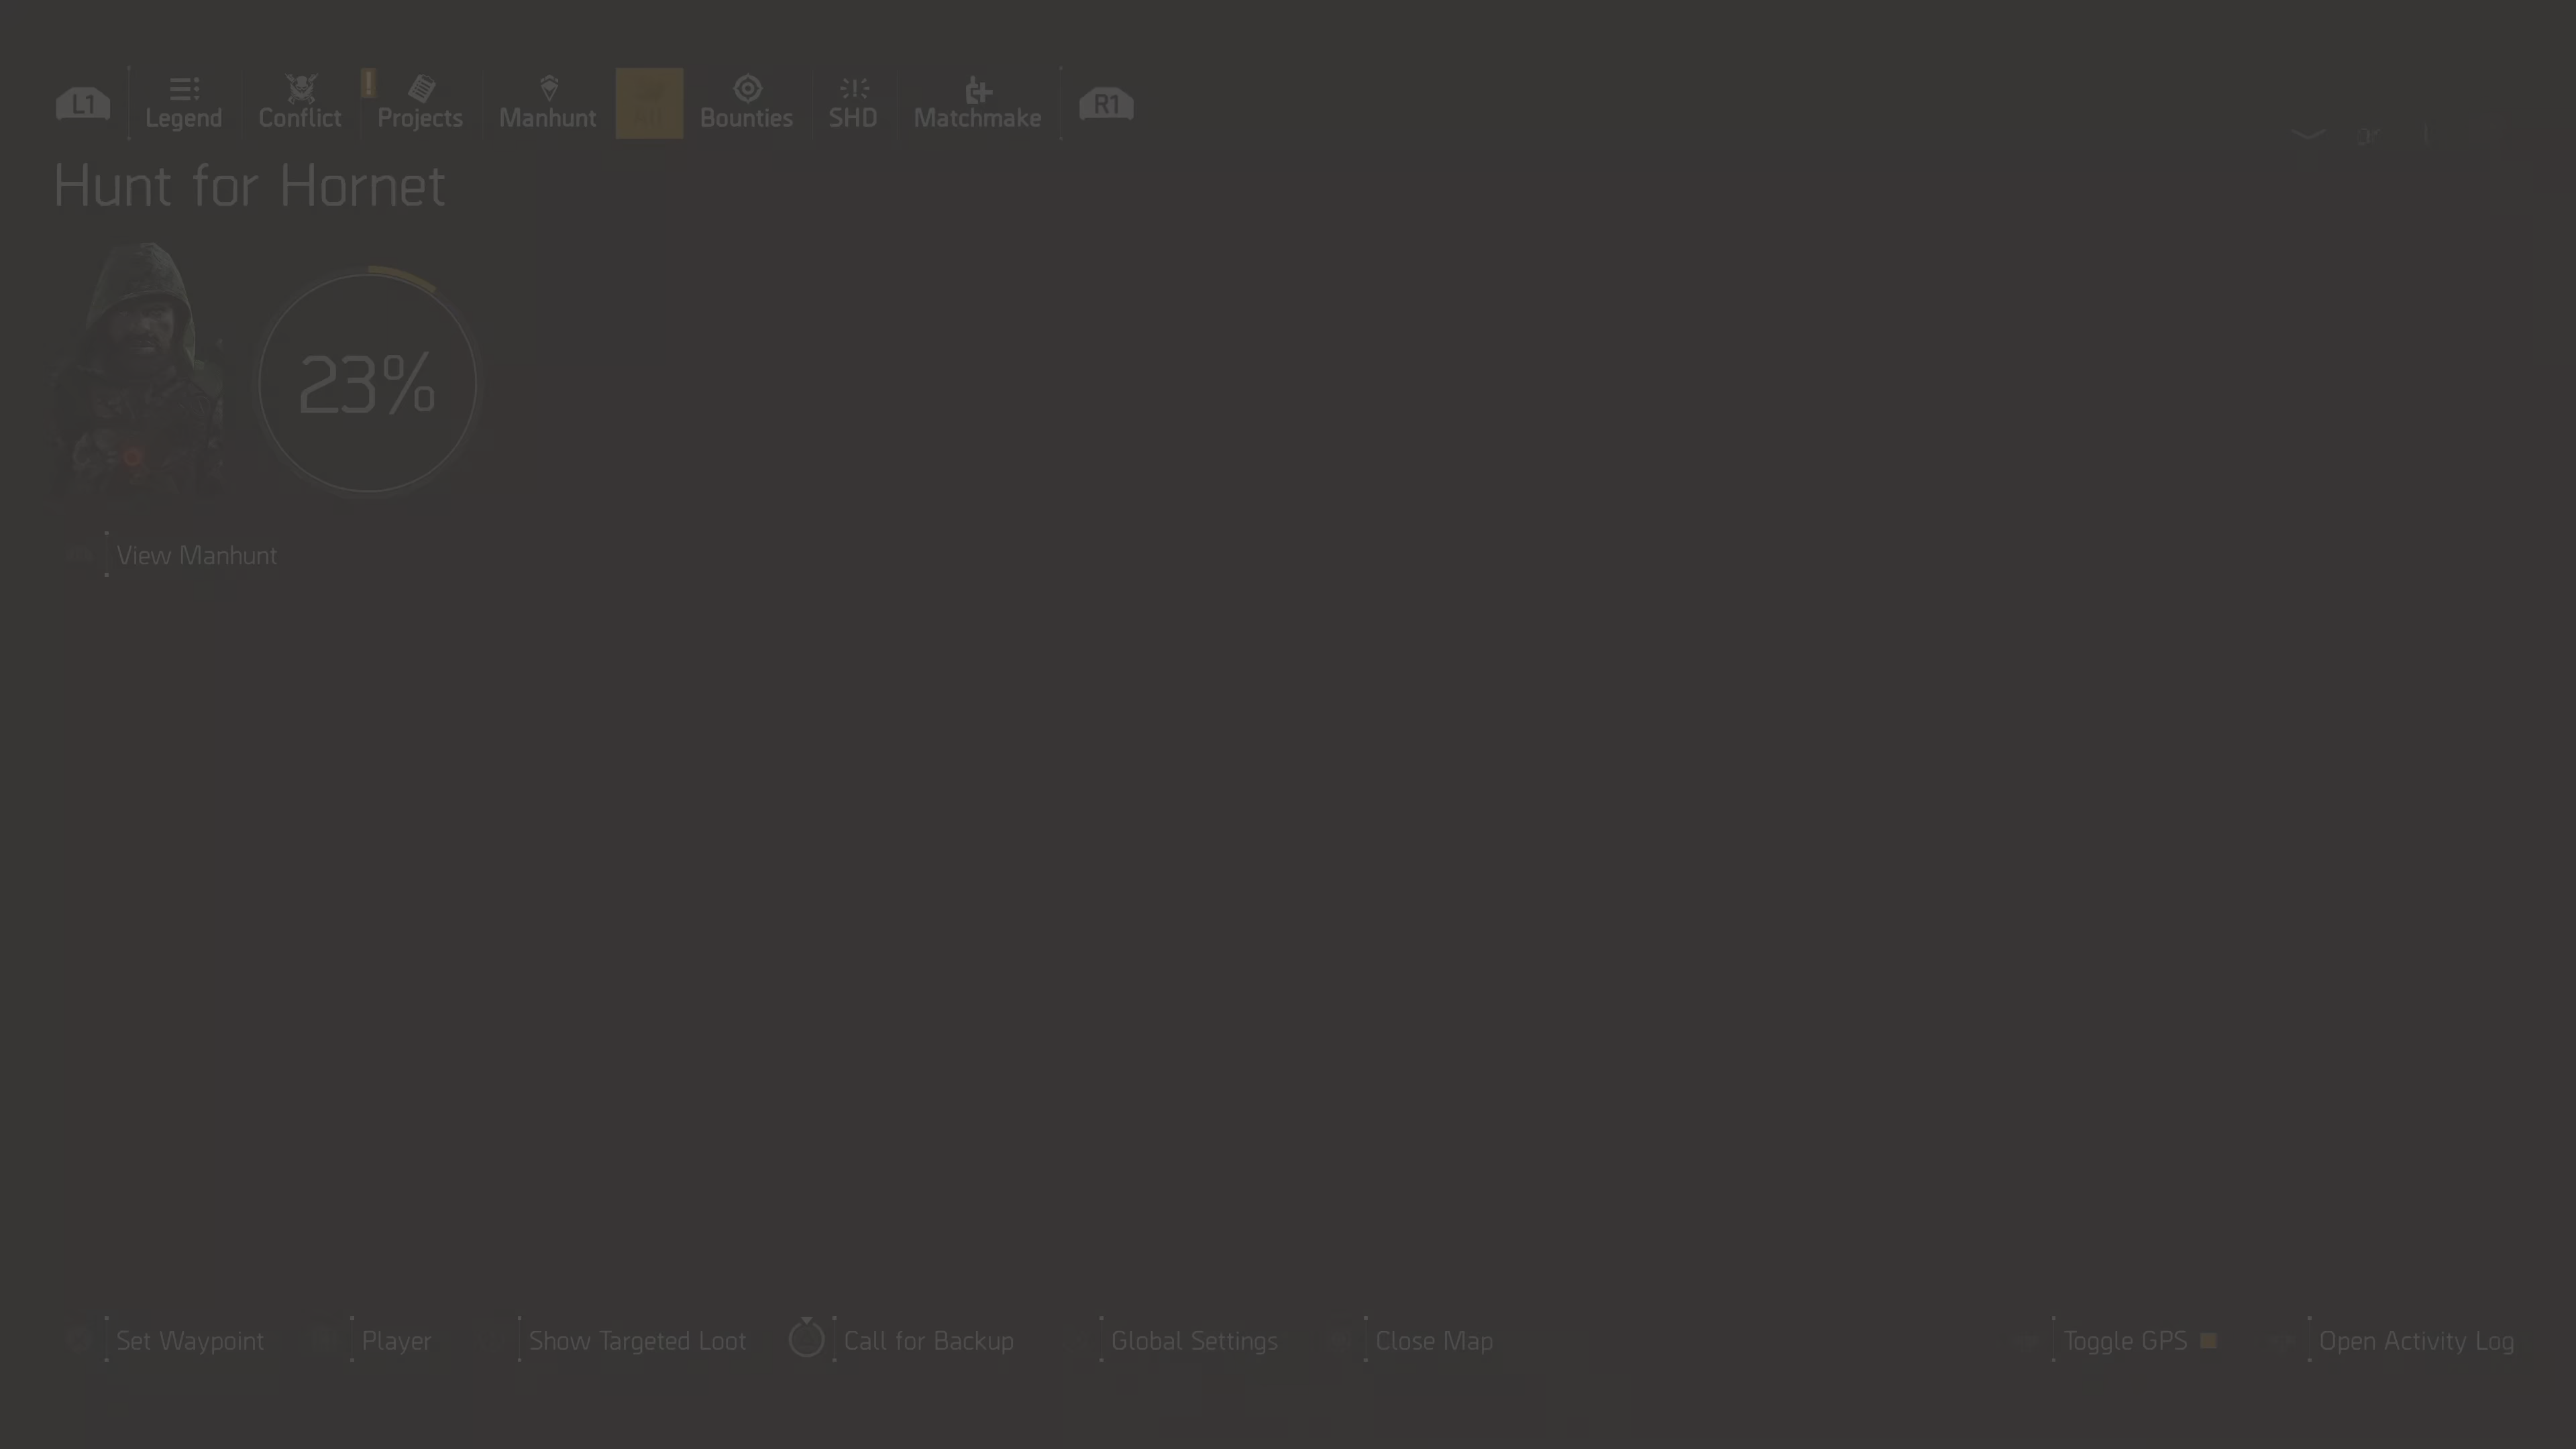 L1 Legend Conflict ! Projects Manhunt All Bounties SHD Matchmake R1
Hunt for Hornet
23%
View Manhunt
Set Waypoint Player Show Targeted Loot Call for Backup Global Settings Close Map Toggle GPS Open Activity Log